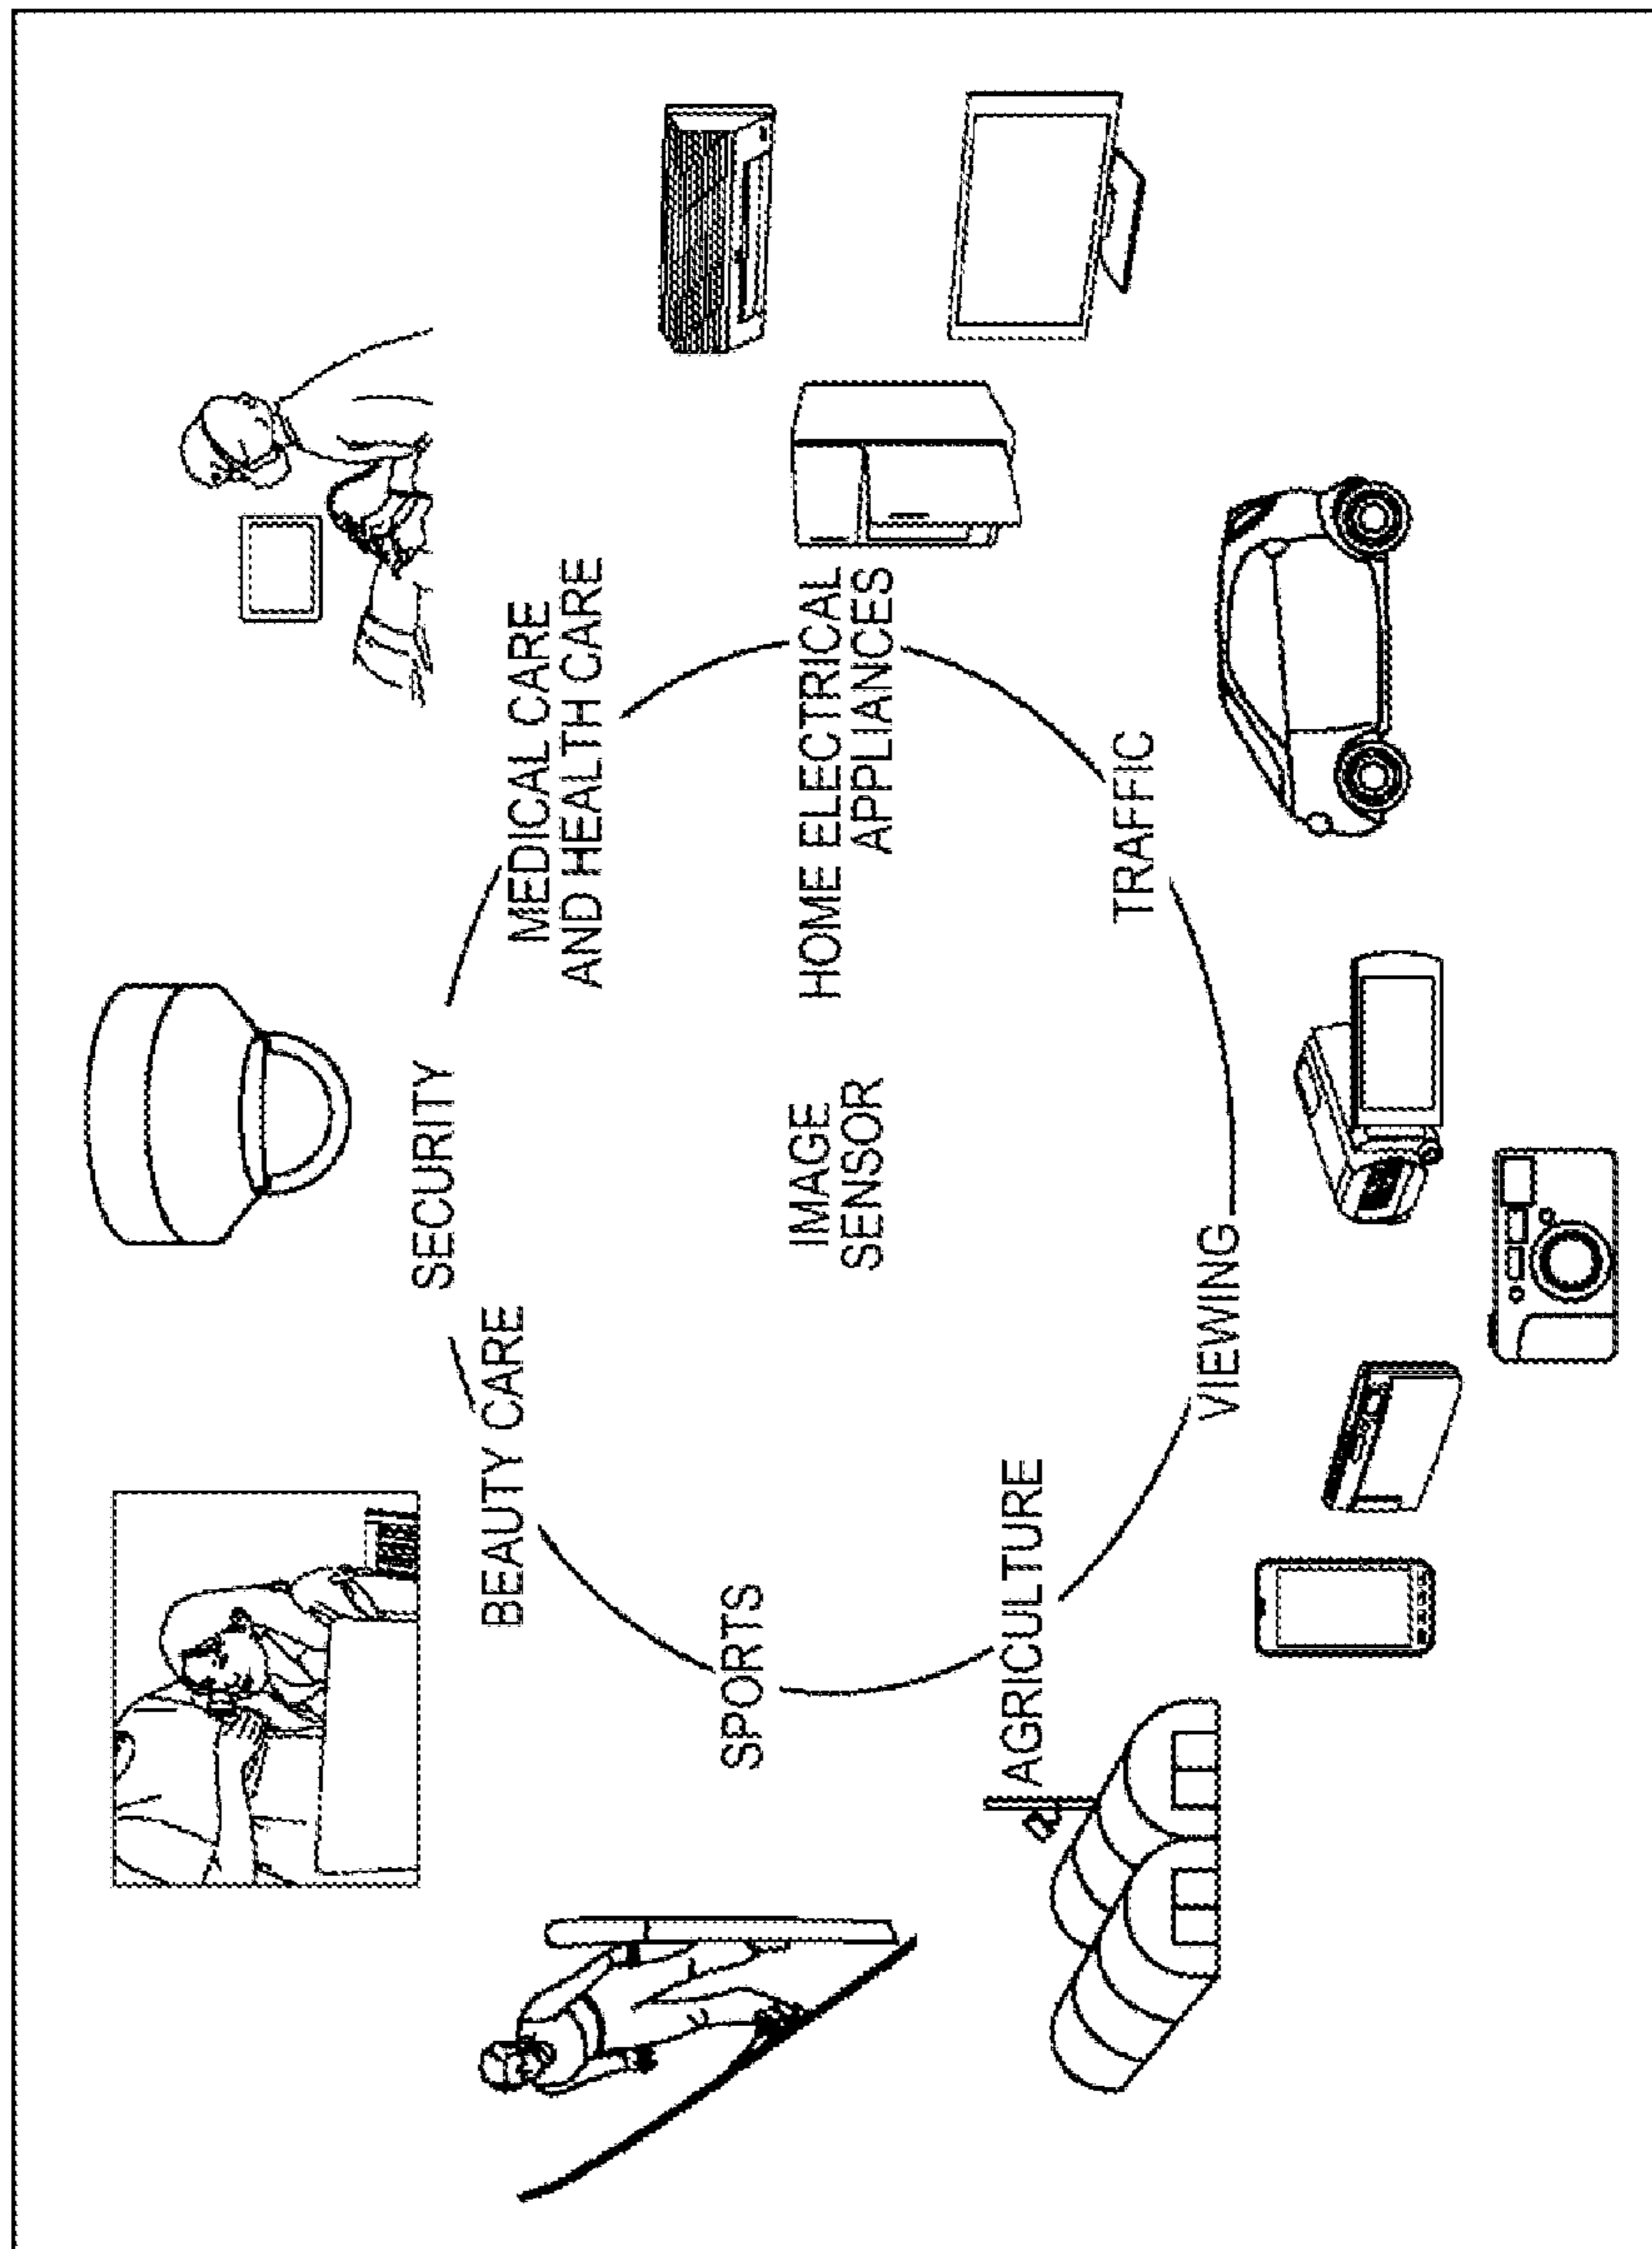 SECURITY
BEAUTY CARE
MEDICAL CARE
AND HEALTH CARE
SPORTS
IMAGE
SENSOR
HOME ELECTRICAL
APPLIANCES
AGRICULTURE
TRAFFIC
VIEWING